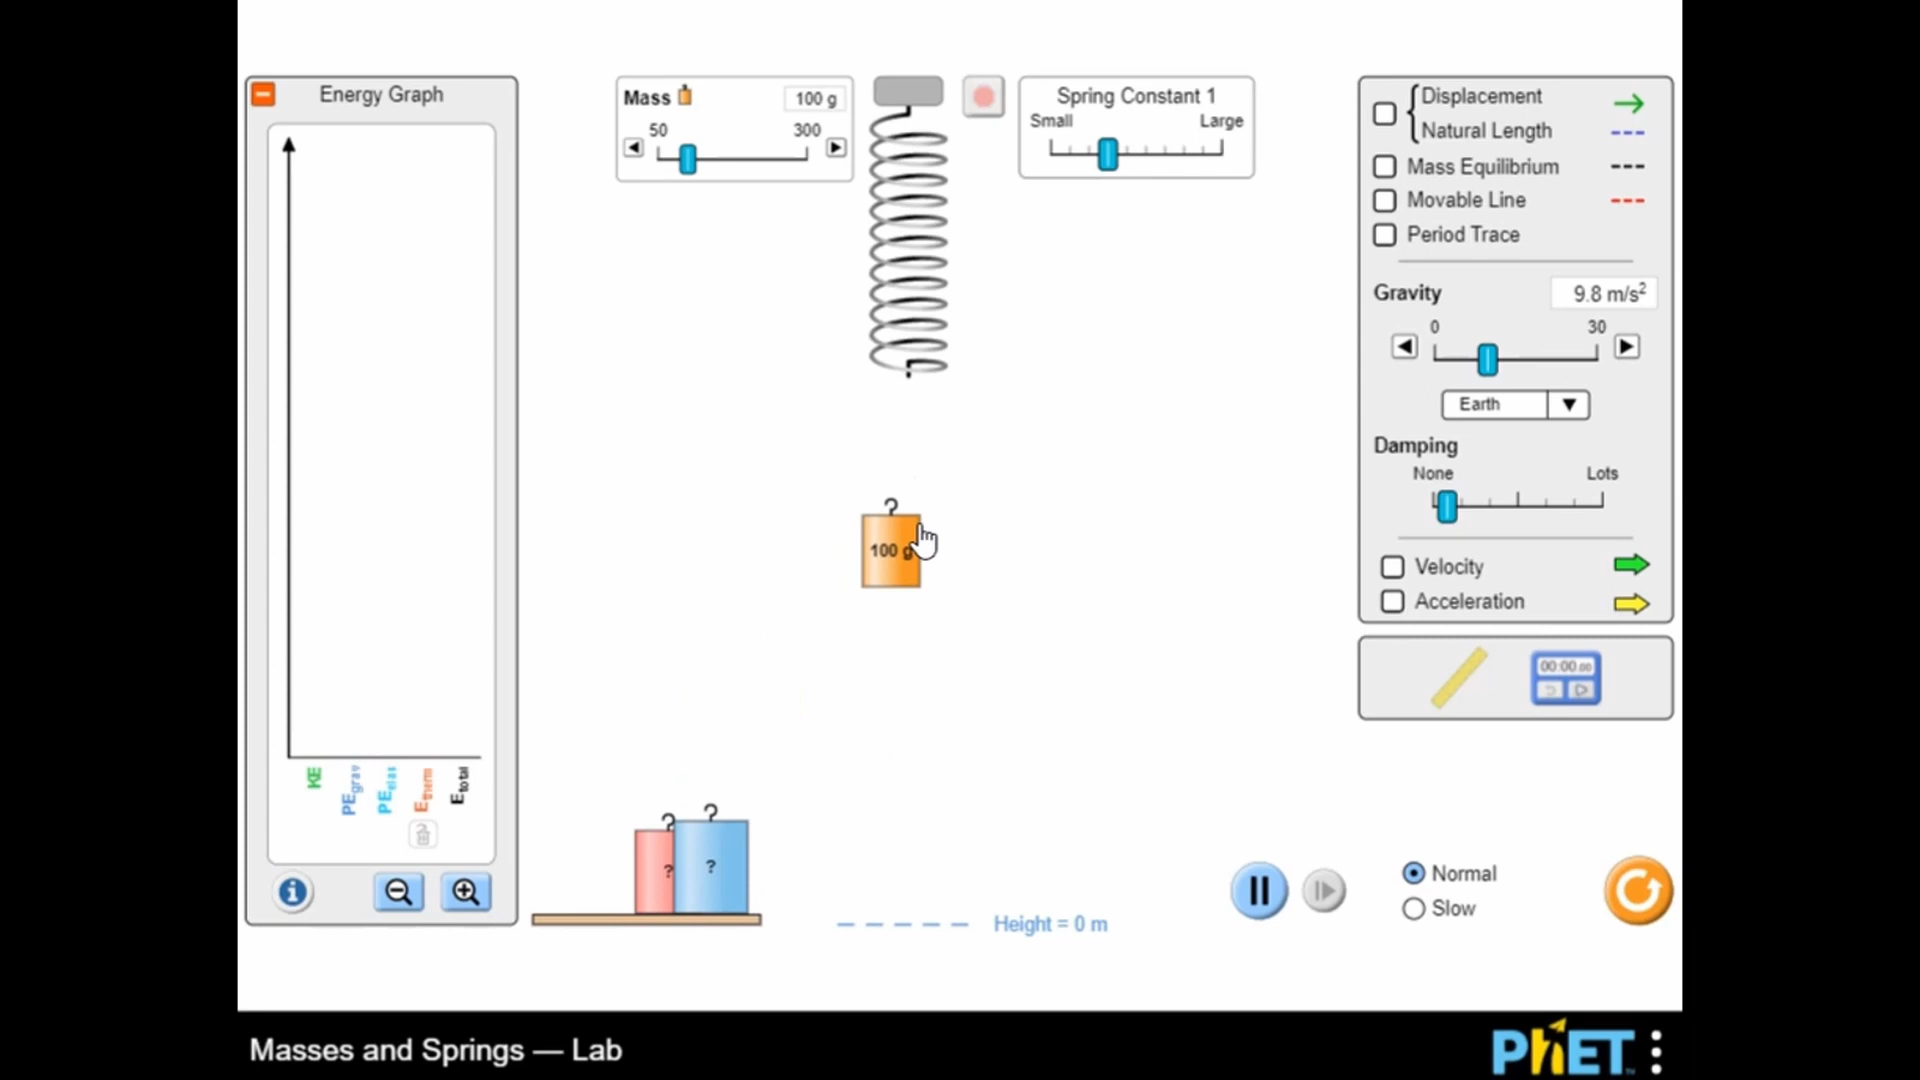 Energy Graph
KE
PEgrav
PEelas
Etherm
Etotal
Mass
100 g
50
300
Spring Constant 1
Small
Large
100 g
?
?
Height = 0 m
Displacement
Natural Length
Mass Equilibrium
Movable Line
Period Trace
Gravity
9.8 m/s²
0
30
Earth
Damping
None
Lots
Velocity
Acceleration
00:00.00
Normal
Slow
Masses and Springs — Lab
PhET